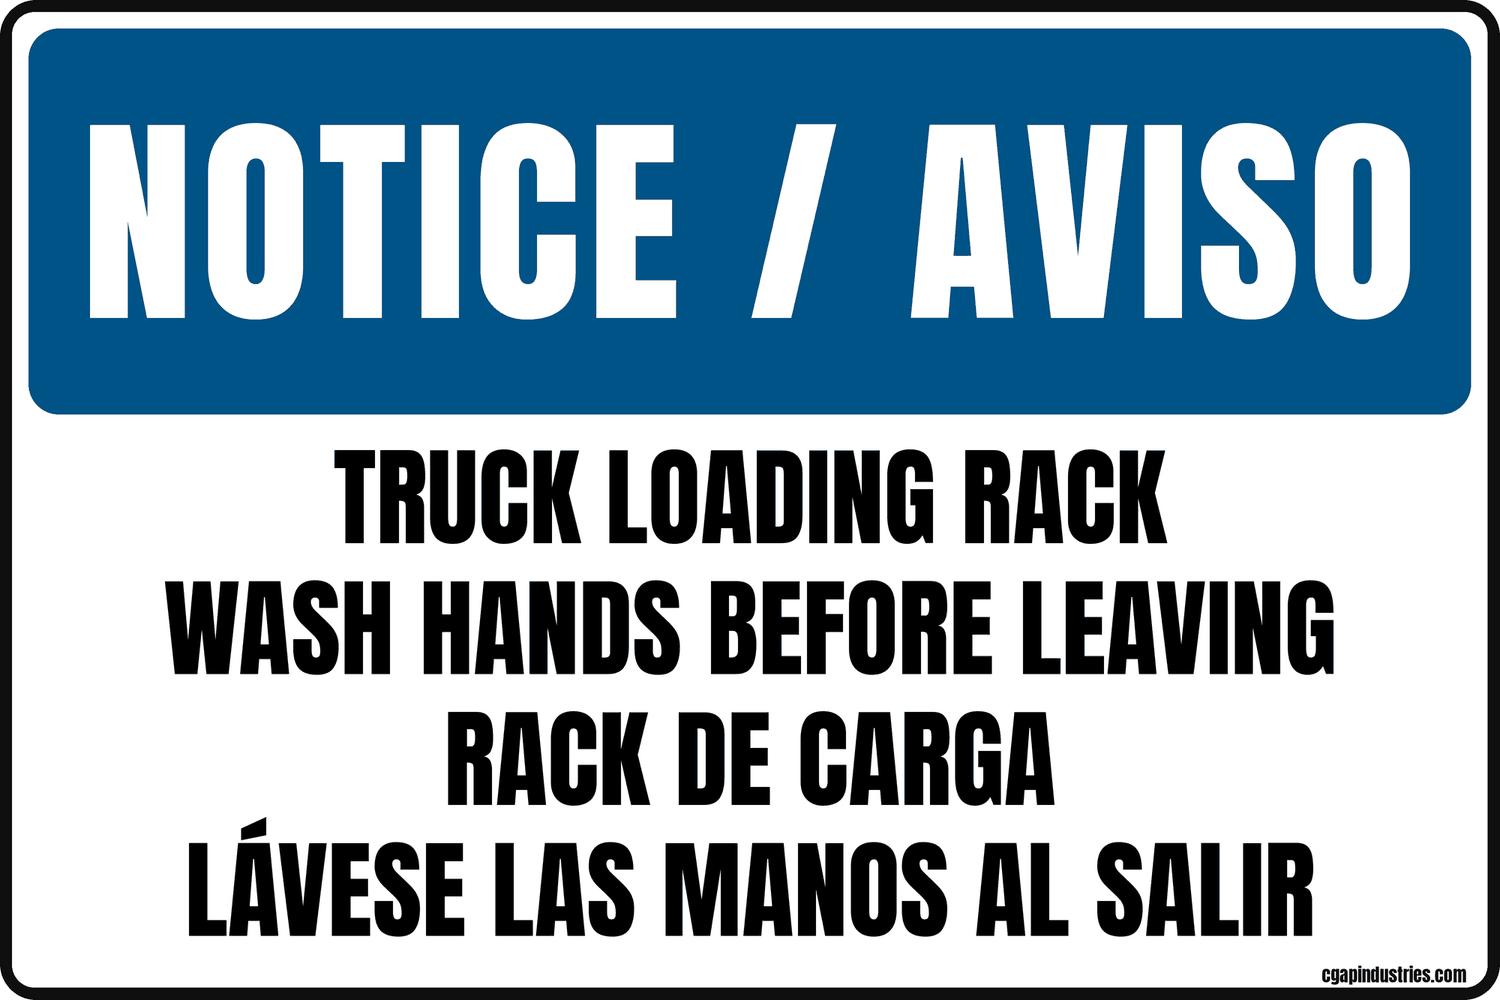 NOTICE / AVISO
TRUCK LOADING RACK
WASH HANDS BEFORE LEAVING
RACK DE CARGA
LÁVESE LAS MANOS AL SALIR
cgapindustries.com